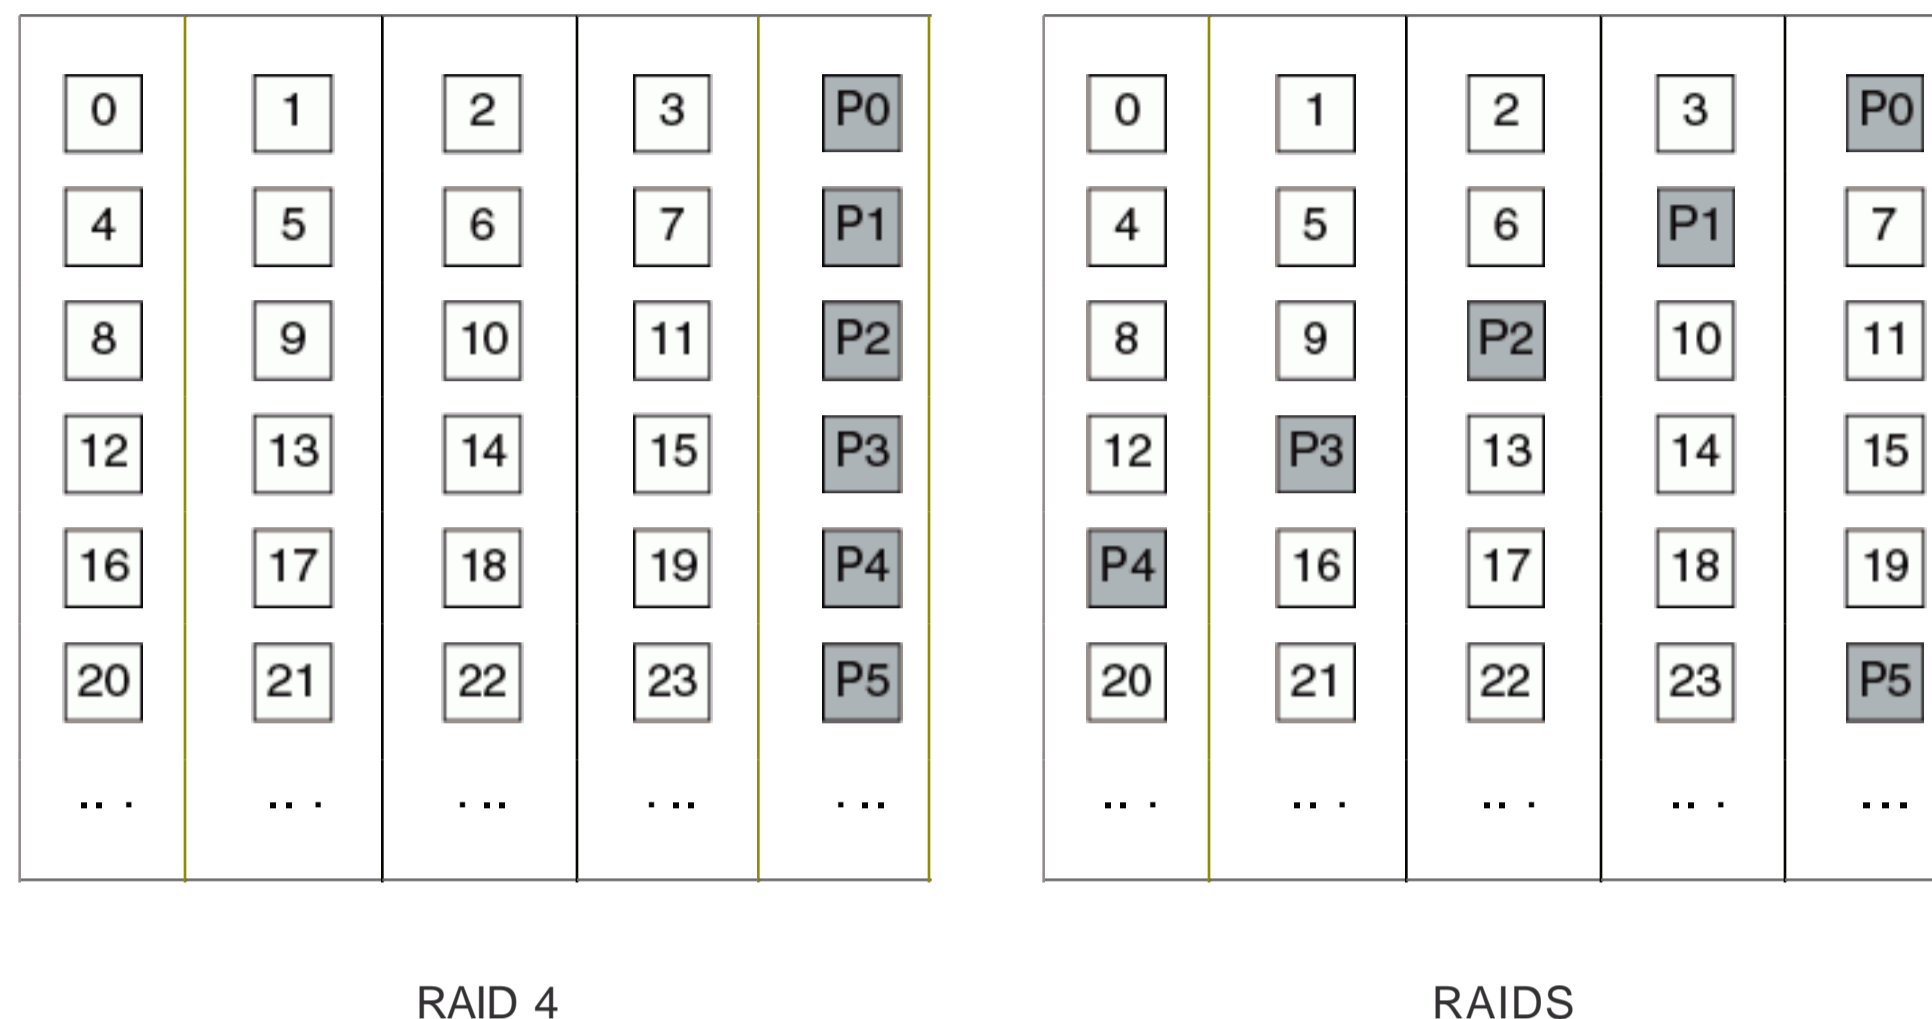 0 1 2 3 P0 0 1 2 3 P0
4 5 6 7 P1 4 5 6 P1 7
8 9 10 11 P2 8 9 P2 10 11
12 13 14 15 P3 12 P3 13 14 15
16 17 18 19 P4 P4 16 17 18 19
20 21 22 23 P5 20 21 22 23 P5
... ... ... ... ... ... ... ... ... ...
RAID 4 RAIDS